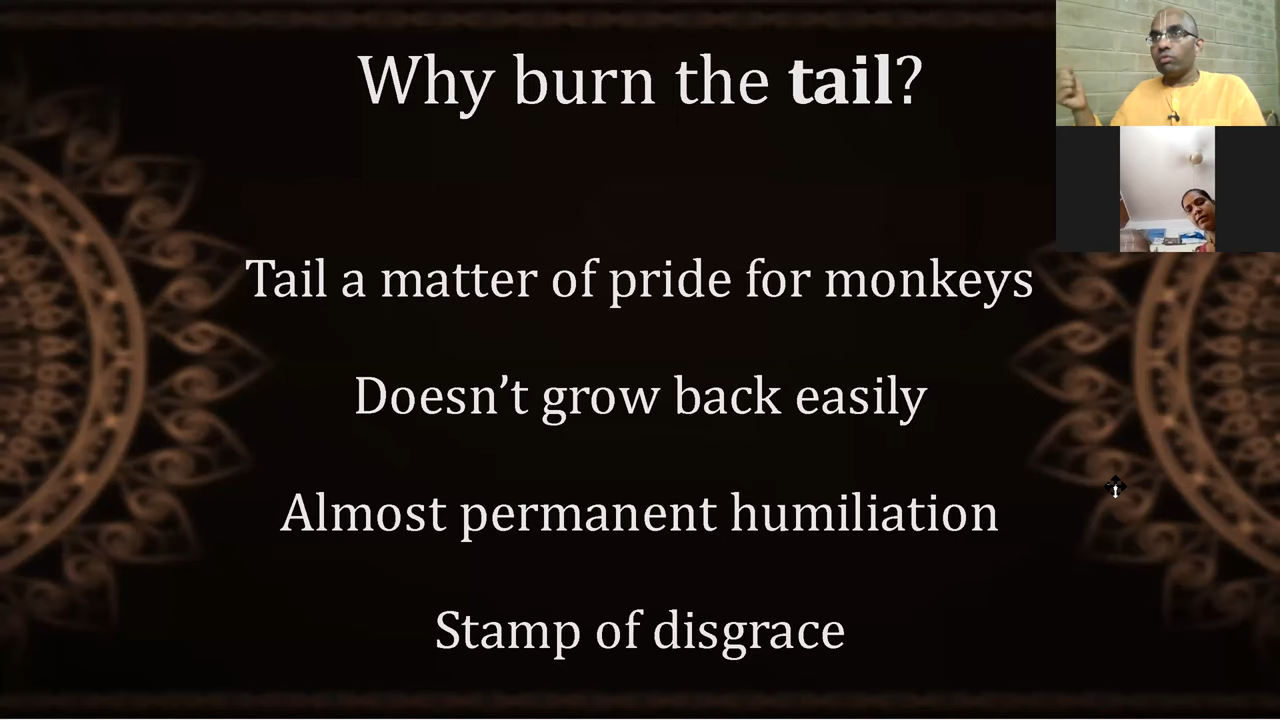 Why burn the tail?
Tail a matter of pride for monkeys
Doesn’t grow back easily
Almost permanent humiliation
Stamp of disgrace